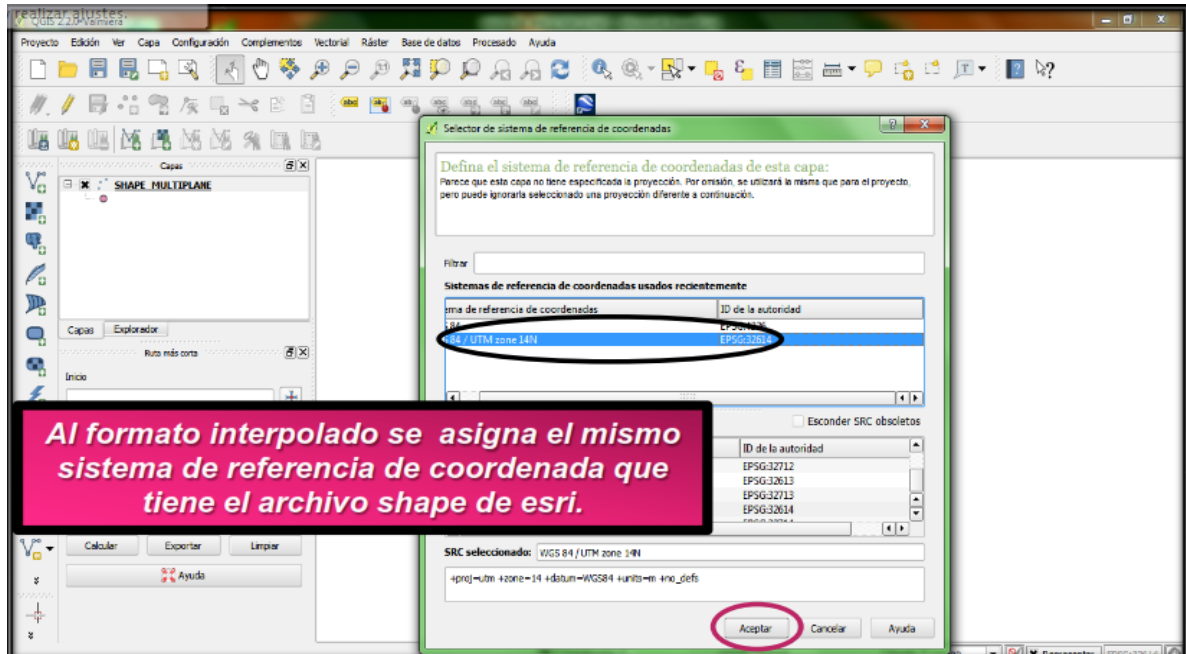 realizar ajustes.
QGIS 2.2.0-Valmiera
Proyecto Edición Ver Capa Configuración Complementos Vectorial Ráster Base de datos Procesado Ayuda
Capas
SHAPE MULTIPLANE
Capas Explorador
Ruta más corta
Inicio
Calcular Exportar Limpiar
Ayuda
Selector de sistema de referencia de coordenadas
Defina el sistema de referencia de coordenadas de esta capa:
Parece que esta capa no tiene especificada la proyección. Por omisión, se utilizará la misma que para el proyecto,
pero puede ignorarla seleccionado una proyección diferente a continuación.
Filtrar
Sistemas de referencia de coordenadas usados recientemente
ema de referencia de coordenadas ID de la autoridad
84 EPSG:4326
84 / UTM zone 14N EPSG:32614
Esconder SRC obsoletos
ID de la autoridad
EPSG:32712
EPSG:32613
EPSG:32713
EPSG:32614
SRC seleccionado: WGS 84 / UTM zone 14N
+proj=utm +zone=14 +datum=WGS84 +units=m +no_defs
Aceptar Cancelar Ayuda
Al formato interpolado se asigna el mismo
sistema de referencia de coordenada que
tiene el archivo shape de esri.